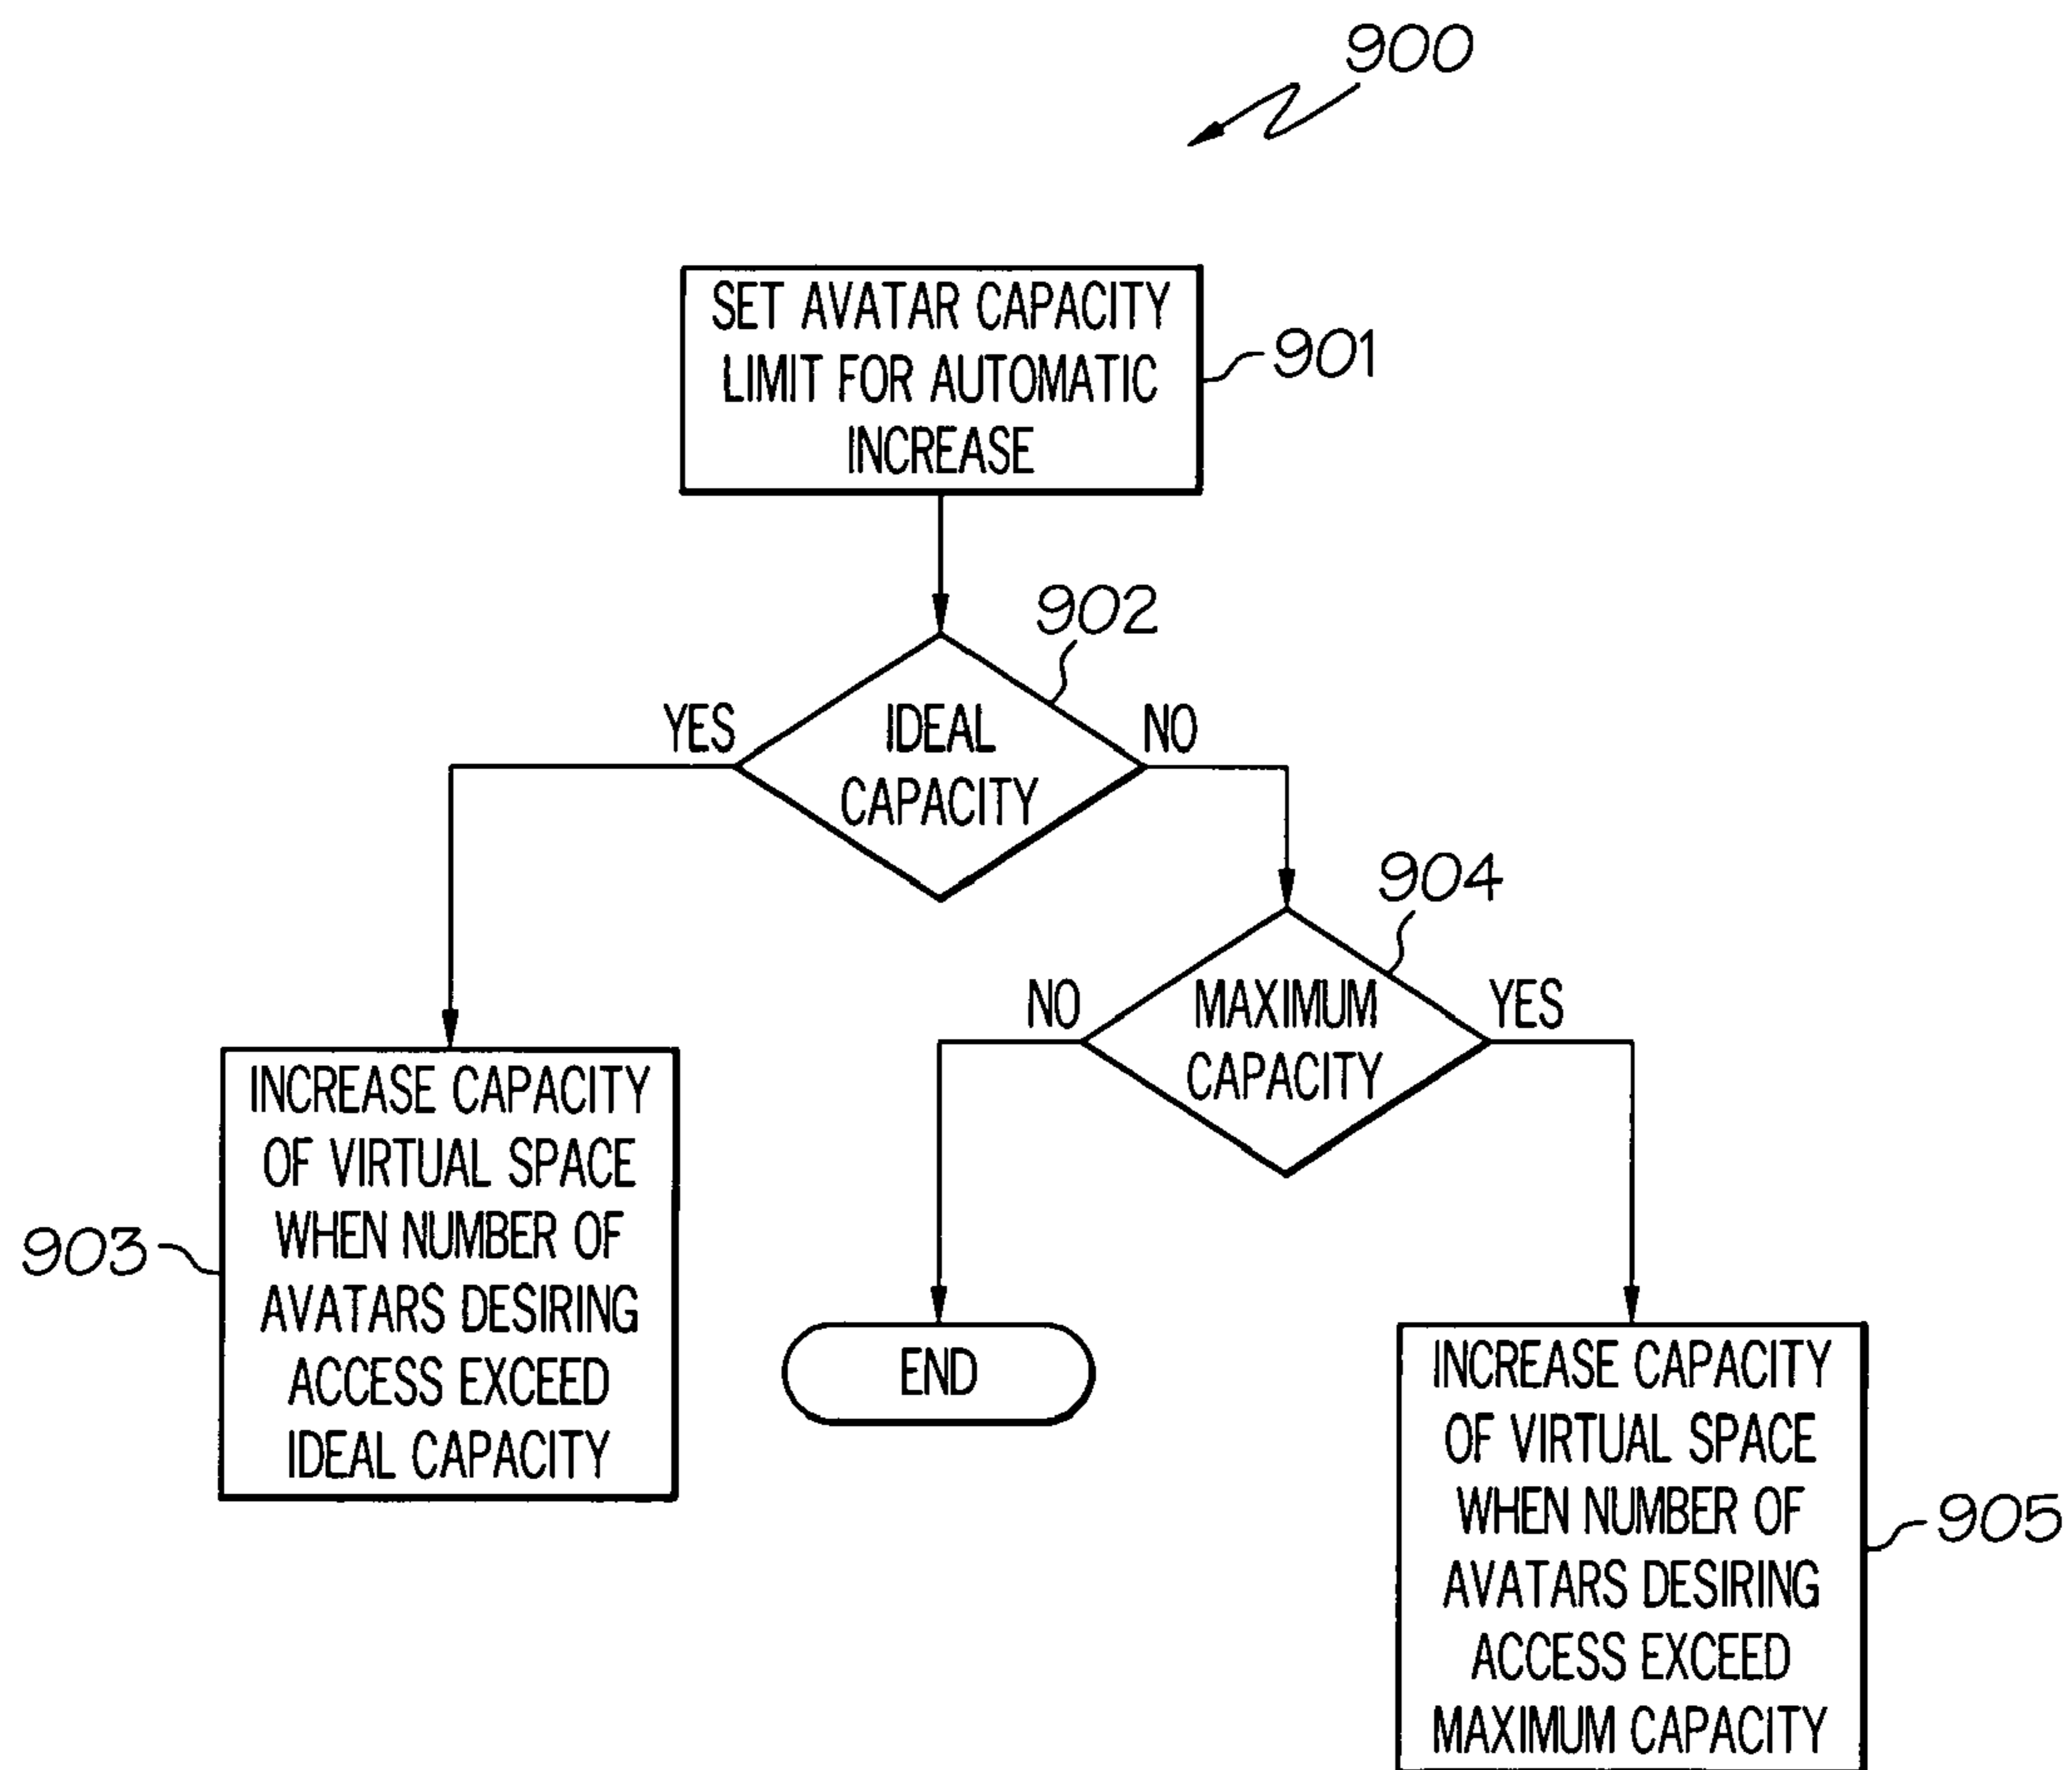 900
SET AVATAR CAPACITY
LIMIT FOR AUTOMATIC
INCREASE
901
902
YES
IDEAL
CAPACITY
NO
904
NO
MAXIMUM
CAPACITY
YES
INCREASE CAPACITY
OF VIRTUAL SPACE
WHEN NUMBER OF
AVATARS DESIRING
ACCESS EXCEED
IDEAL CAPACITY
903
END
INCREASE CAPACITY
OF VIRTUAL SPACE
WHEN NUMBER OF
AVATARS DESIRING
ACCESS EXCEED
MAXIMUM CAPACITY
905